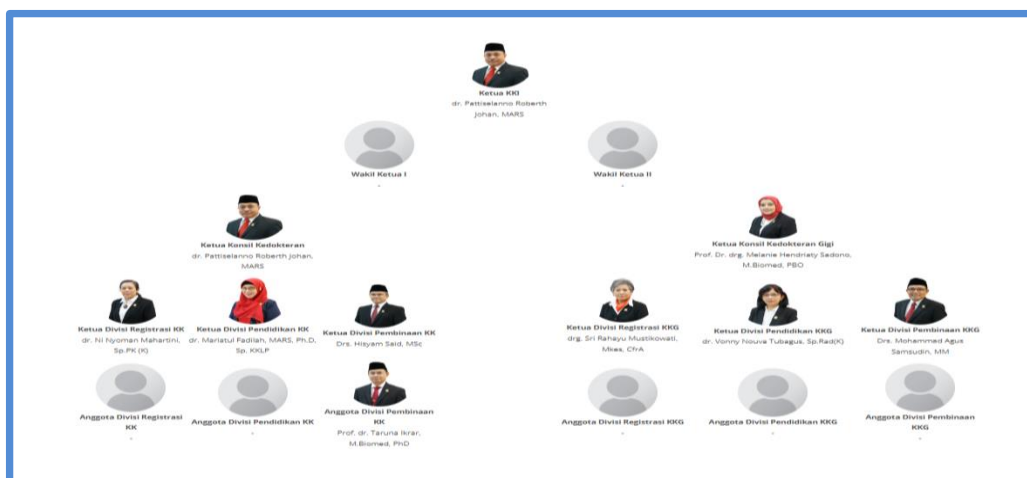 Ketua KKI
dr. Pattiselanno Roberth
Johan, MARS
Wakil Ketua I
-
Wakil Ketua II
-
Ketua Konsil Kedokteran
dr. Pattiselanno Roberth Johan,
MARS
Ketua Konsil Kedokteran Gigi
Prof. Dr. drg. Melanie Hendriaty Sadono,
M.Biomed, PBO
Ketua Divisi Registrasi KK
dr. Ni Nyoman Mahartini,
Sp.PK (K)
Ketua Divisi Pendidikan KK
dr. Mariatul Fadilah, MARS, Ph.D,
Sp. KKLP
Ketua Divisi Pembinaan KK
Drs. Hisyam Said, MSc
Ketua Divisi Registrasi KKG
drg. Sri Rahayu Mustikowati,
Mkes, CfrA
Ketua Divisi Pendidikan KKG
dr. Vonny Nouva Tubagus, Sp.Rad(K)
Ketua Divisi Pembinaan KKG
Drs. Mohammad Agus
Samsudin, MM
Anggota Divisi Registrasi
KK
-
Anggota Divisi Pendidikan KK
-
Anggota Divisi Pembinaan
KK
Prof. dr. Taruna Ikrar,
M.Biomed, PhD
Anggota Divisi Registrasi KKG
-
Anggota Divisi Pendidikan KKG
-
Anggota Divisi Pembinaan
KKG
-